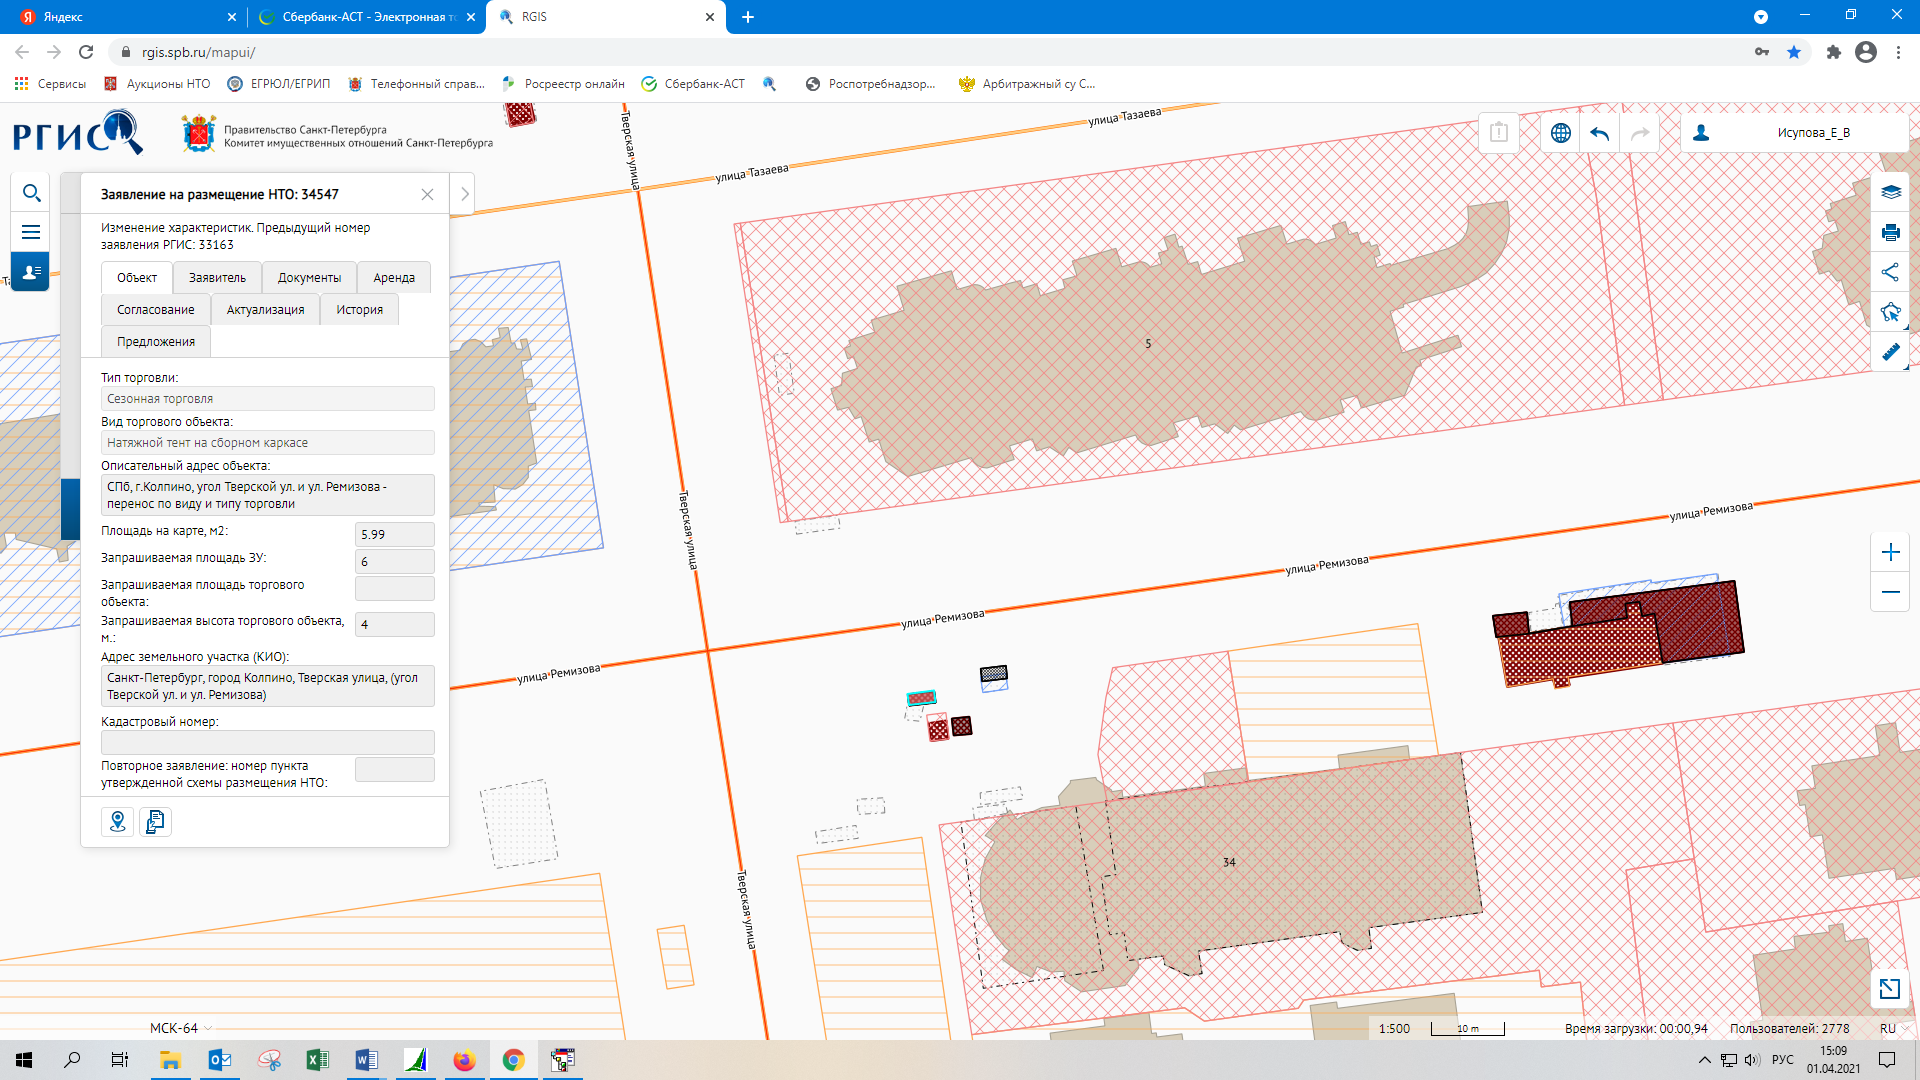 Яндекс
Сбербанк-АСТ - Электронная то
RGIS
rgis.spb.ru/mapui/
Сервисы
Аукционы НТО
ЕГРЮЛ/ЕГРИП
Телефонный справ...
Росреестр онлайн
Сбербанк-АСТ
Роспотребнадзор...
Арбитражный су С...
РГИС
Правительство Санкт-Петербурга
Комитет имущественных отношений Санкт-Петербурга
Исупова_Е_В
Заявление на размещение НТО: 34547
Изменение характеристик. Предыдущий номер
заявления РГИС: 33163
Объект
Заявитель
Документы
Аренда
Согласование
Актуализация
История
Предложения
Тип торговли:
Сезонная торговля
Вид торгового объекта:
Натяжной тент на сборном каркасе
Описательный адрес объекта:
СПб, г.Колпино, угол Тверской ул. и ул. Ремизова -
перенос по виду и типу торговли
Площадь на карте, м2:
5.99
Запрашиваемая площадь ЗУ:
6
Запрашиваемая площадь торгового
объекта:
Запрашиваемая высота торгового объекта,
м.:
4
Адрес земельного участка (КИО):
Санкт-Петербург, город Колпино, Тверская улица, (угол
Тверской ул. и ул. Ремизова)
Кадастровый номер:
Повторное заявление: номер пункта
утвержденной схемы размещения НТО:
Тверская улица
улица Тазаева
улица Тазаева
Та
5
Тверская улица
улица Ремизова
улица Ремизова
улица Ремизова
улица Ремизова
34
Тверская улица
МСК-64
1:500
10 m
Время загрузки: 00:00,94
Пользователей: 2778
RU
РУС
15:09
01.04.2021